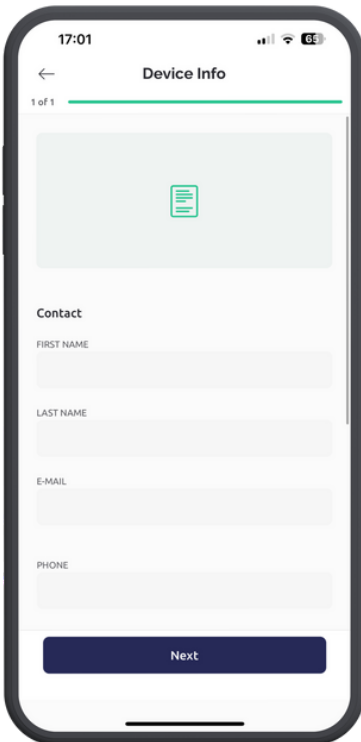 17:01
65
Device Info
1 of 1
Contact
FIRST NAME
LAST NAME
E-MAIL
PHONE
Next